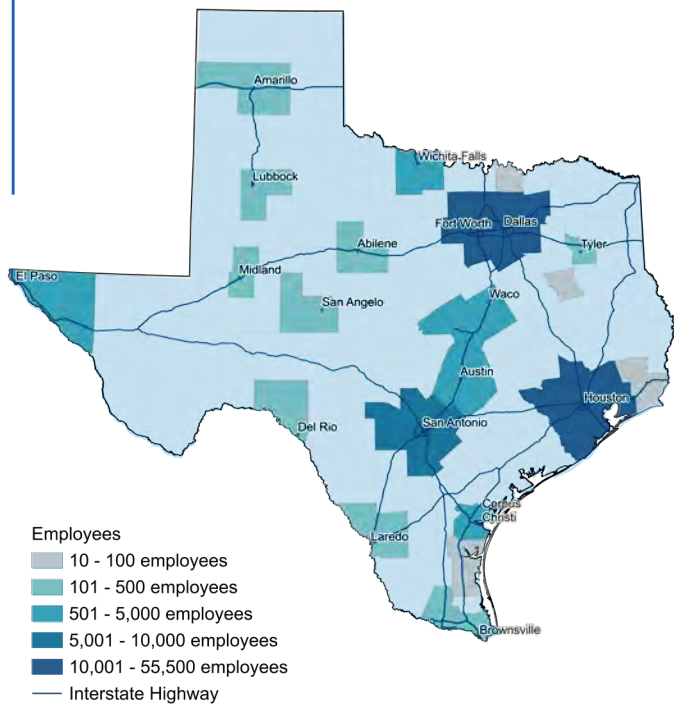 Amarillo
Wichita Falls
Lubbock
Fort Worth
Dallas
Abilene
Tyler
El Paso
Midland
Waco
San Angelo
Austin
Houston
San Antonio
Del Rio
Corpus
Christi
Laredo
Brownsville
Employees
10 - 100 employees
101 - 500 employees
501 - 5,000 employees
5,001 - 10,000 employees
10,001 - 55,500 employees
Interstate Highway